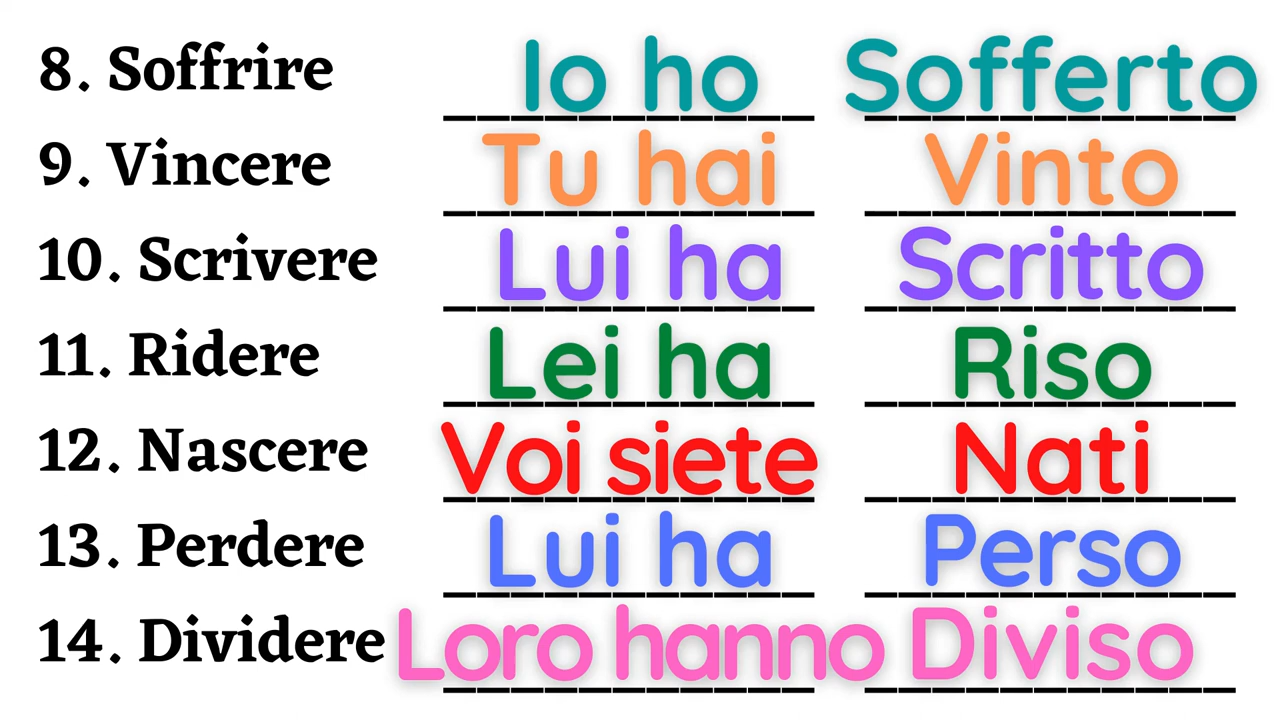 8. Soffrire Io ho Sofferto
9. Vincere Tu hai Vinto
10. Scrivere Lui ha Scritto
11. Ridere Lei ha Riso
12. Nascere Voi siete Nati
13. Perdere Lui ha Perso
14. Dividere Loro hanno Diviso